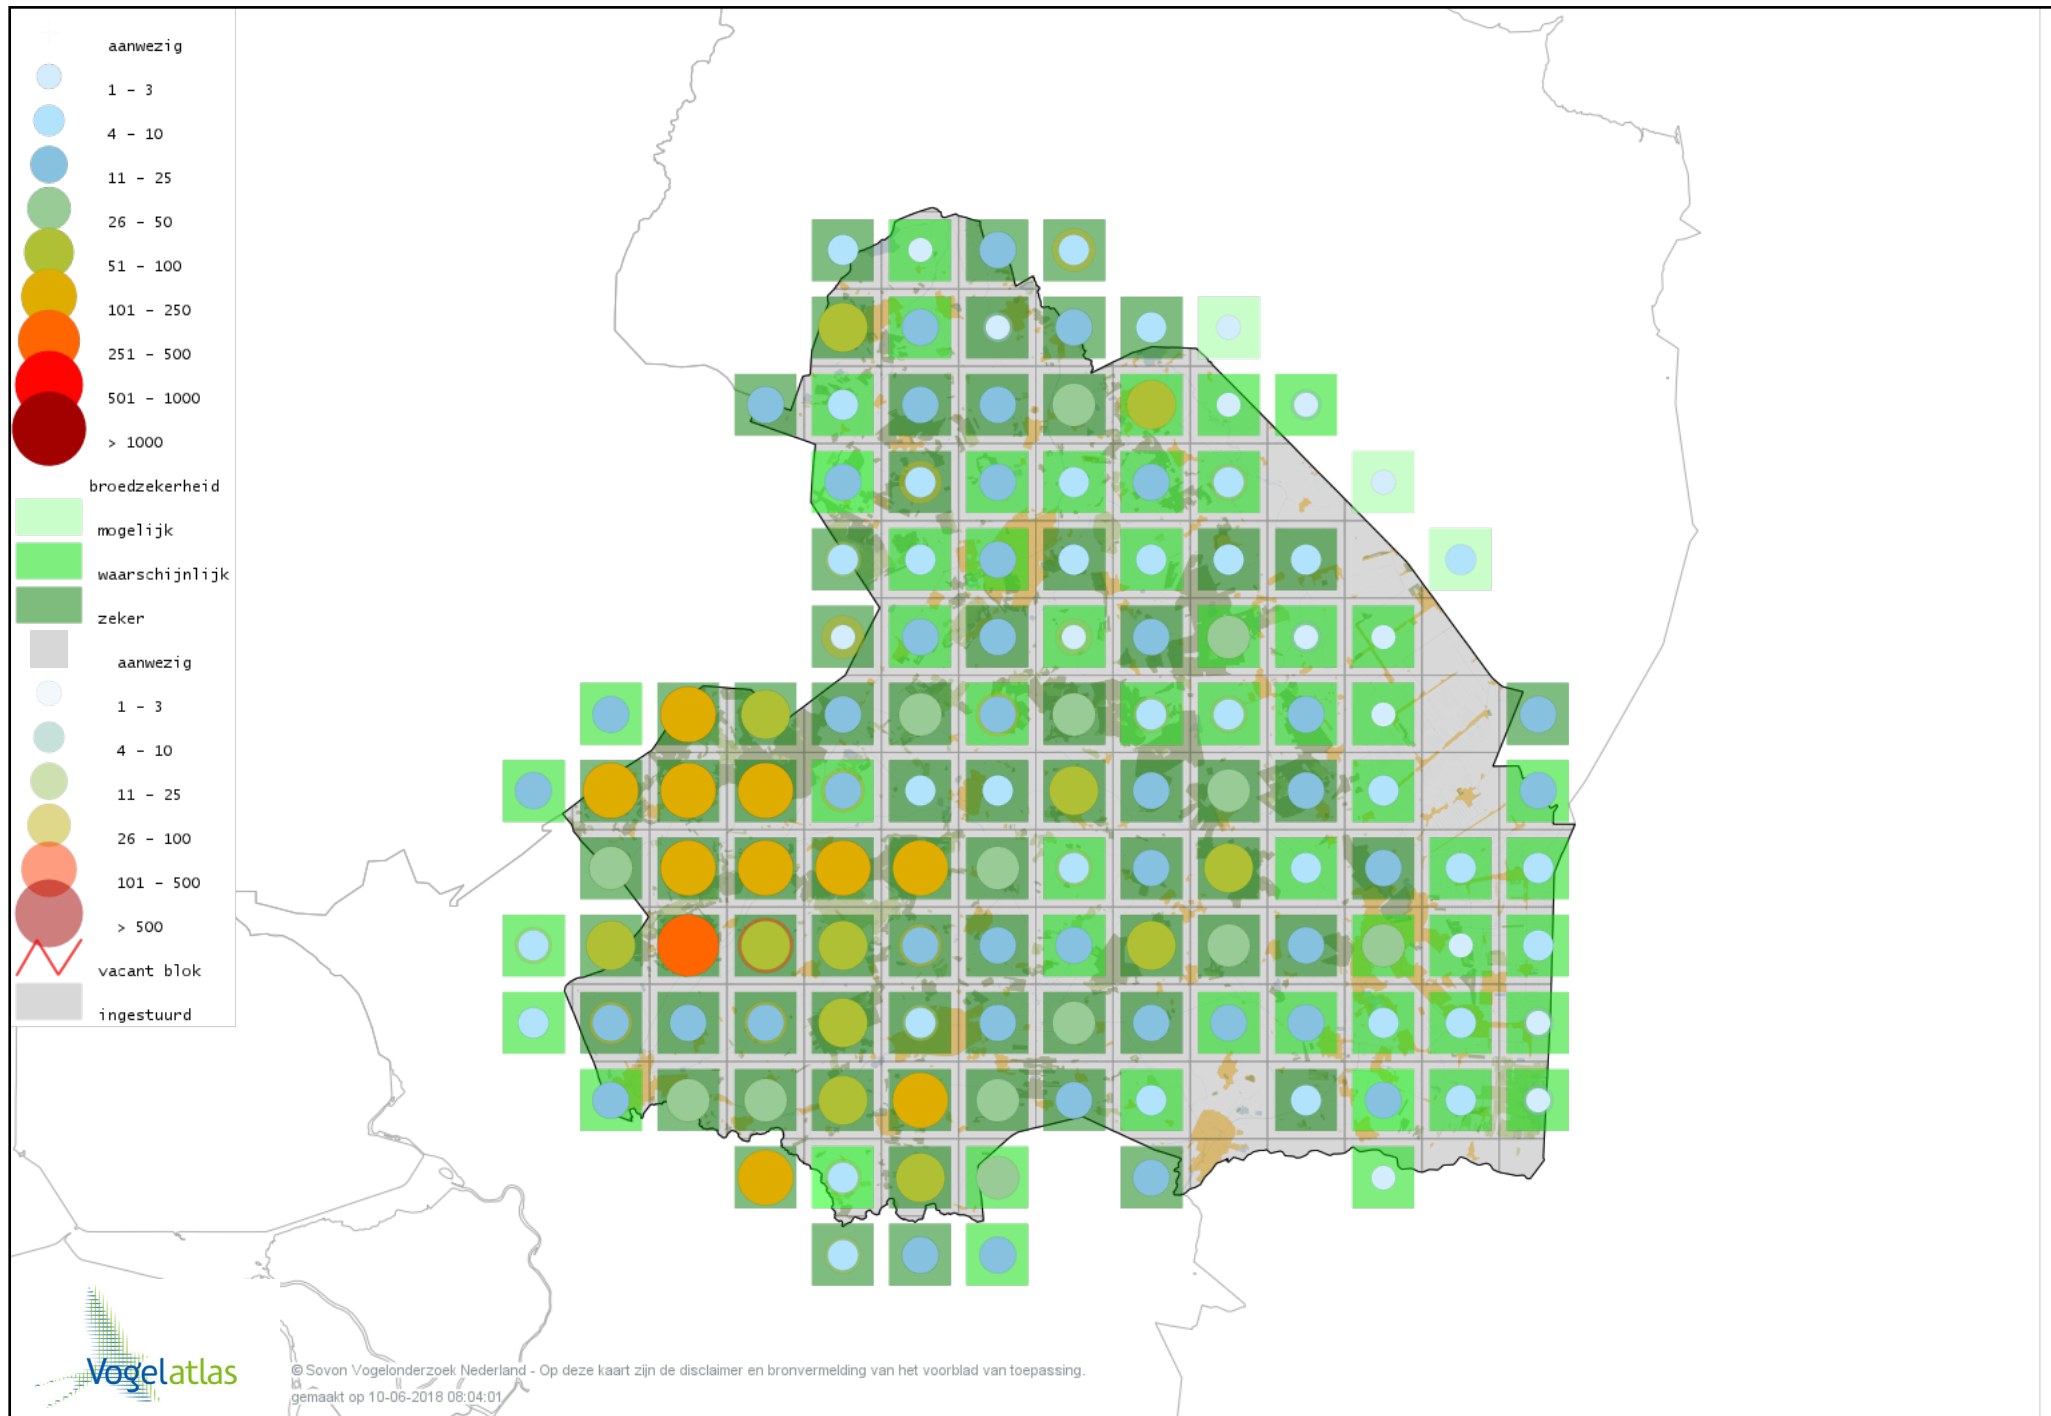 aanwezig
1 - 3
4 - 10
11 - 25
26 - 50
51 - 100
101 - 250
251 - 500
501 - 1000
> 1000
broedzekerheid
mogelijk
waarschijnlijk
zeker
aanwezig
1 - 3
4 - 10
11 - 25
26 - 100
101 - 500
> 500
vacant blok
ingestuurd
Vogelatlas
© Sovon Vogelonderzoek Nederland - Op deze kaart zijn de disclaimer en bronvermelding van het voorblad van toepassing.
gemaakt op 10-06-2018 08:04:01